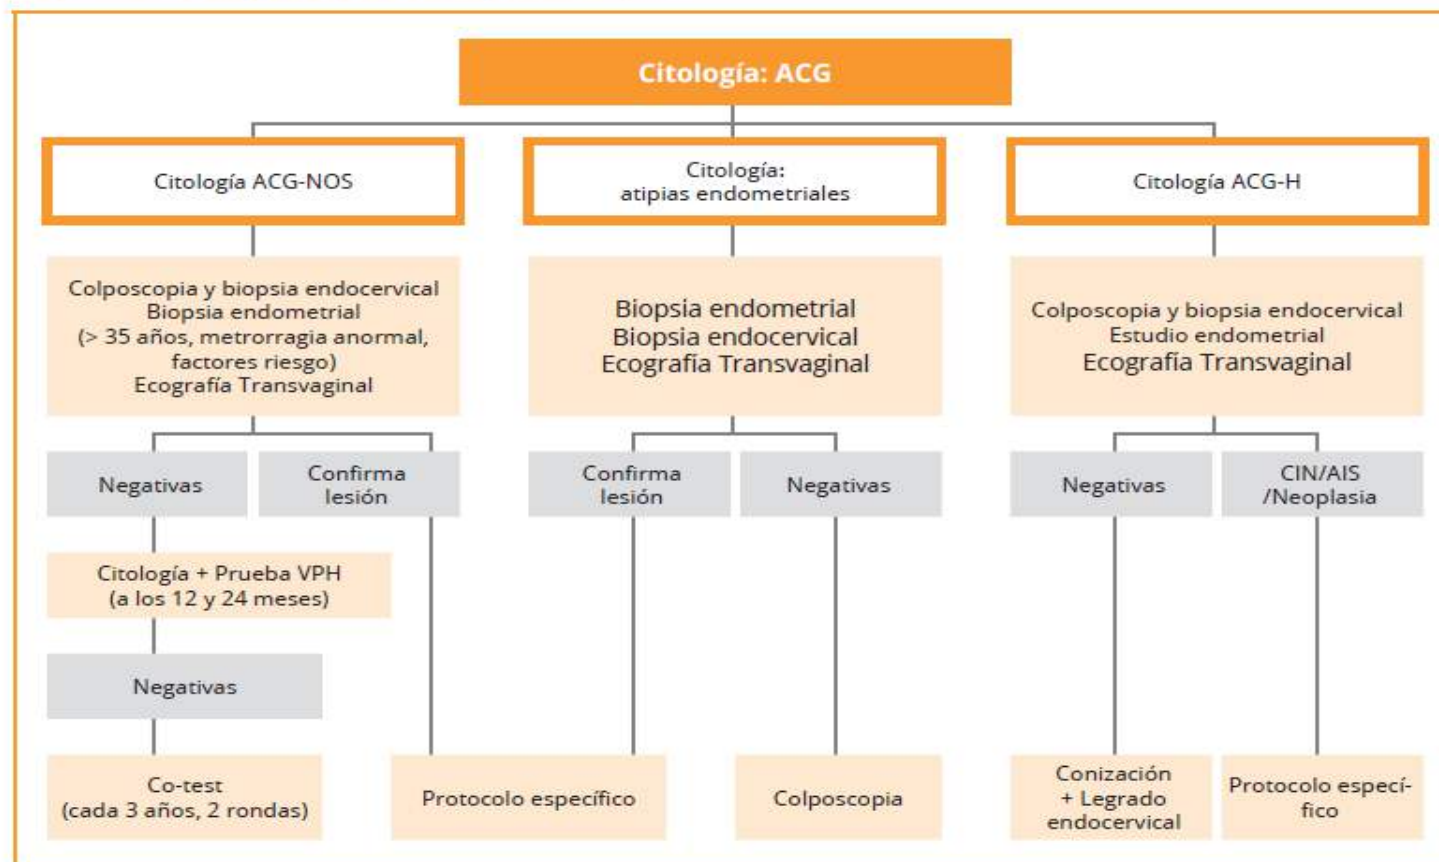 Citología: ACG
Citología ACG-NOS
Citología:
atipias endometriales
Citología ACG-H
Colposcopia y biopsia endocervical
Biopsia endometrial
(> 35 años, metrorragia anormal,
factores riesgo)
Ecografía Transvaginal
Biopsia endometrial
Biopsia endocervical
Ecografía Transvaginal
Colposcopia y biopsia endocervical
Estudio endometrial
Ecografía Transvaginal
Negativas
Confirma
lesión
Confirma
lesión
Negativas
Negativas
CIN/AIS
/Neoplasia
Citología + Prueba VPH
(a los 12 y 24 meses)
Negativas
Co-test
(cada 3 años, 2 rondas)
Protocolo específico
Colposcopia
Conización
+ Legrado
endocervical
Protocolo especí-
fico